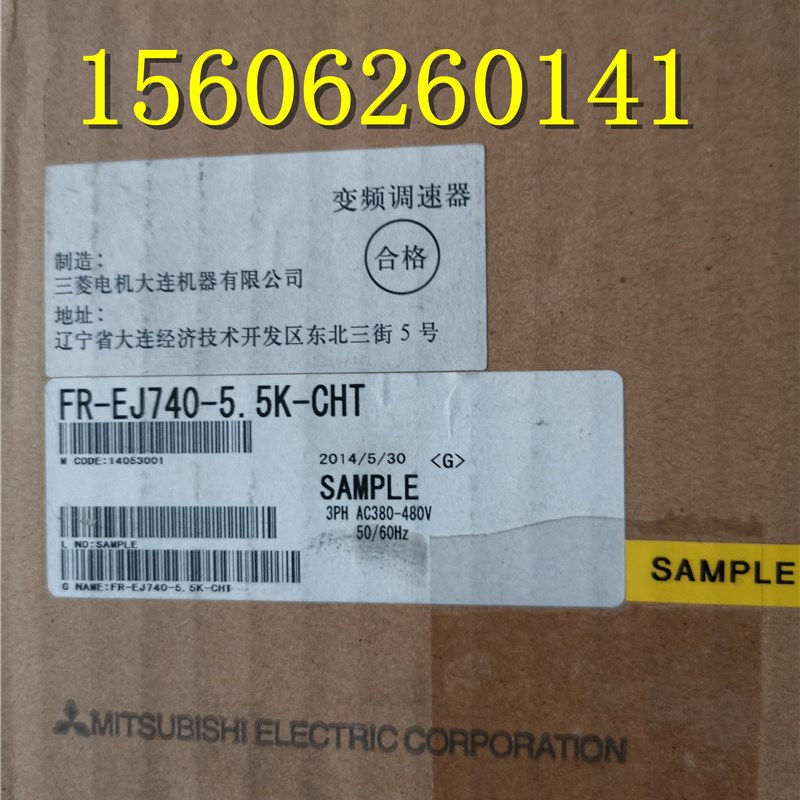 15606260141
变频调速器
合格
制造：
三菱电机大连机器有限公司
地址：
辽宁省大连经济技术开发区东北三街 5 号
FR-EJ740-5.5K-CHT
M CODE:14053001
2014/5/30 <G>
SAMPLE
3PH AC380-480V
50/60Hz
L NO:SAMPLE
G NAME:FR-EJ740-5.5K-CHT
SAMPLE
MITSUBISHI ELECTRIC CORPORATION